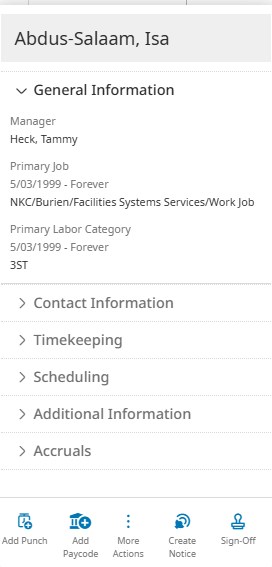 Abdus-Salaam, Isa
General Information
Manager
Heck, Tammy
Primary Job
5/03/1999 - Forever
NKC/Burien/Facilities Systems Services/Work Job
Primary Labor Category
5/03/1999 - Forever
3ST
Contact Information
Timekeeping
Scheduling
Additional Information
Accruals
Add Punch
Add
Paycode
More
Actions
Create
Notice
Sign-Off